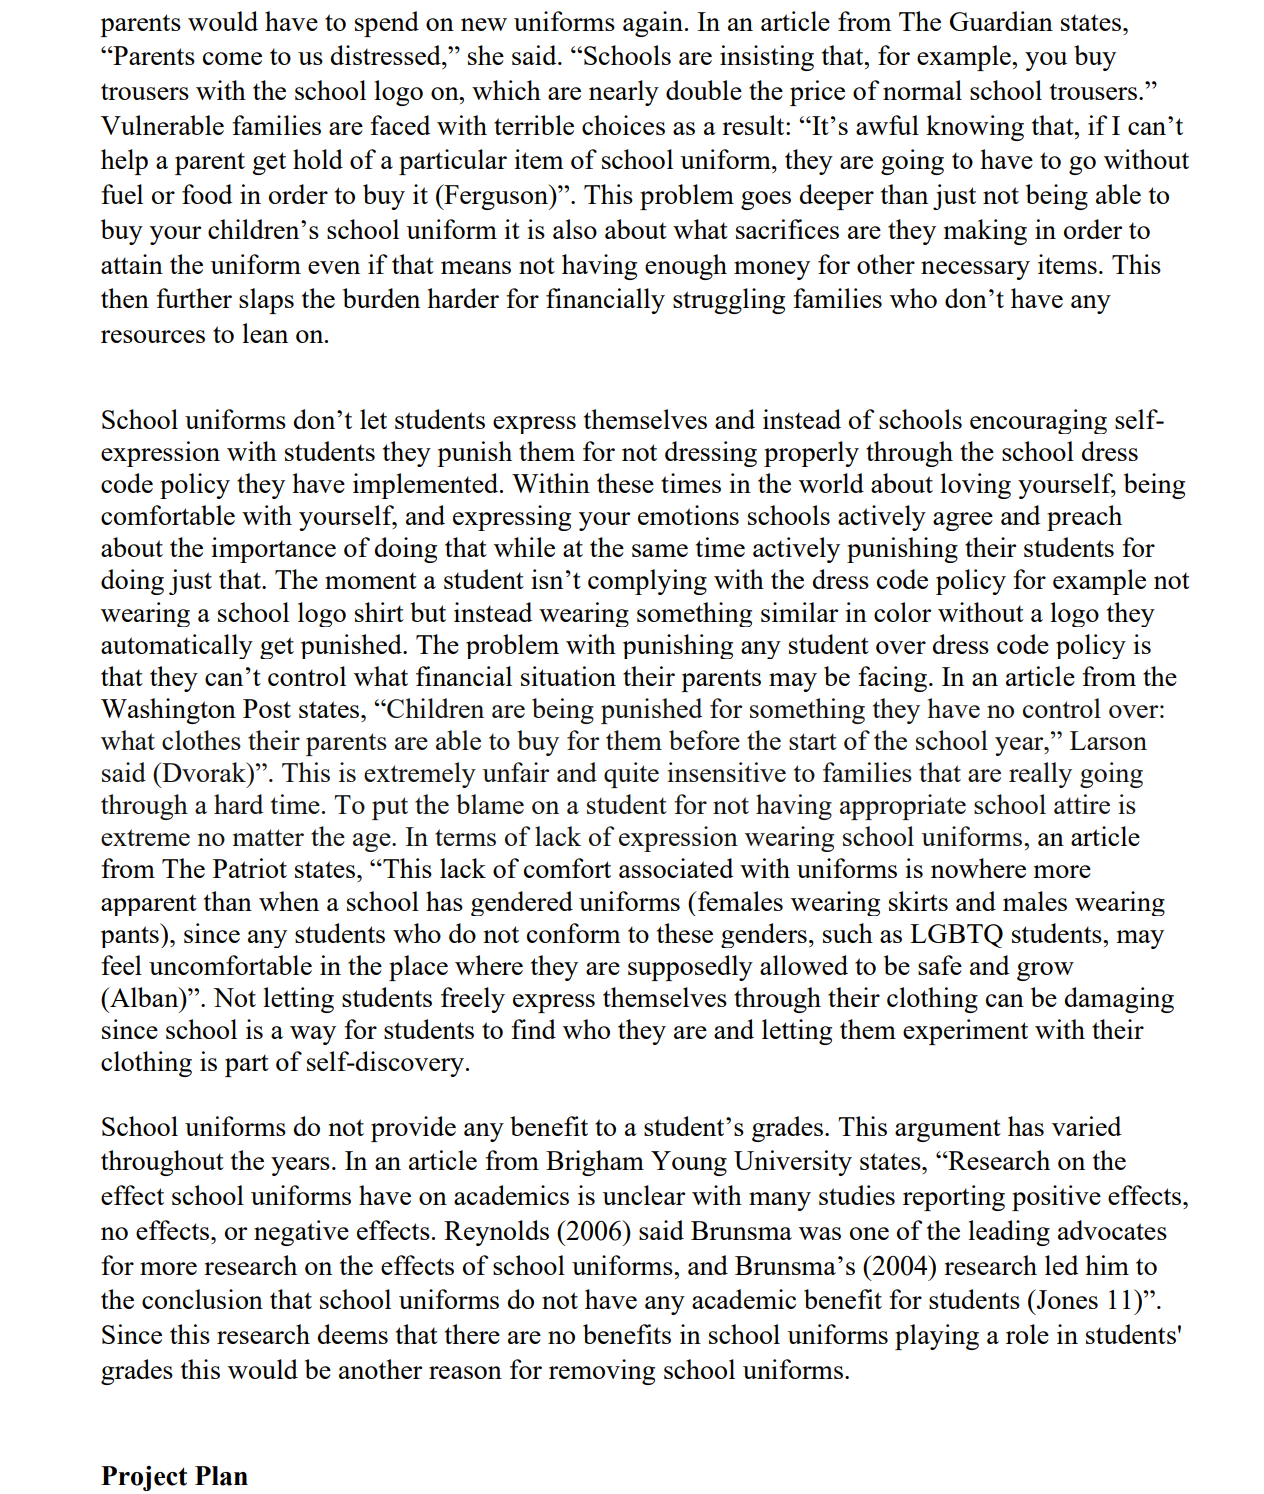 parents would have to spend on new uniforms again. In an article from The Guardian states,
“Parents come to us distressed,” she said. “Schools are insisting that, for example, you buy
trousers with the school logo on, which are nearly double the price of normal school trousers.”
Vulnerable families are faced with terrible choices as a result: “It’s awful knowing that, if I can’t
help a parent get hold of a particular item of school uniform, they are going to have to go without
fuel or food in order to buy it (Ferguson)”. This problem goes deeper than just not being able to
buy your children’s school uniform it is also about what sacrifices are they making in order to
attain the uniform even if that means not having enough money for other necessary items. This
then further slaps the burden harder for financially struggling families who don’t have any
resources to lean on.
School uniforms don’t let students express themselves and instead of schools encouraging self-
expression with students they punish them for not dressing properly through the school dress
code policy they have implemented. Within these times in the world about loving yourself, being
comfortable with yourself, and expressing your emotions schools actively agree and preach
about the importance of doing that while at the same time actively punishing their students for
doing just that. The moment a student isn’t complying with the dress code policy for example not
wearing a school logo shirt but instead wearing something similar in color without a logo they
automatically get punished. The problem with punishing any student over dress code policy is
that they can’t control what financial situation their parents may be facing. In an article from the
Washington Post states, “Children are being punished for something they have no control over:
what clothes their parents are able to buy for them before the start of the school year,” Larson
said (Dvorak)”. This is extremely unfair and quite insensitive to families that are really going
through a hard time. To put the blame on a student for not having appropriate school attire is
extreme no matter the age. In terms of lack of expression wearing school uniforms, an article
from The Patriot states, “This lack of comfort associated with uniforms is nowhere more
apparent than when a school has gendered uniforms (females wearing skirts and males wearing
pants), since any students who do not conform to these genders, such as LGBTQ students, may
feel uncomfortable in the place where they are supposedly allowed to be safe and grow
(Alban)”. Not letting students freely express themselves through their clothing can be damaging
since school is a way for students to find who they are and letting them experiment with their
clothing is part of self-discovery.
School uniforms do not provide any benefit to a student’s grades. This argument has varied
throughout the years. In an article from Brigham Young University states, “Research on the
effect school uniforms have on academics is unclear with many studies reporting positive effects,
no effects, or negative effects. Reynolds (2006) said Brunsma was one of the leading advocates
for more research on the effects of school uniforms, and Brunsma’s (2004) research led him to
the conclusion that school uniforms do not have any academic benefit for students (Jones 11)”.
Since this research deems that there are no benefits in school uniforms playing a role in students'
grades this would be another reason for removing school uniforms.
Project Plan